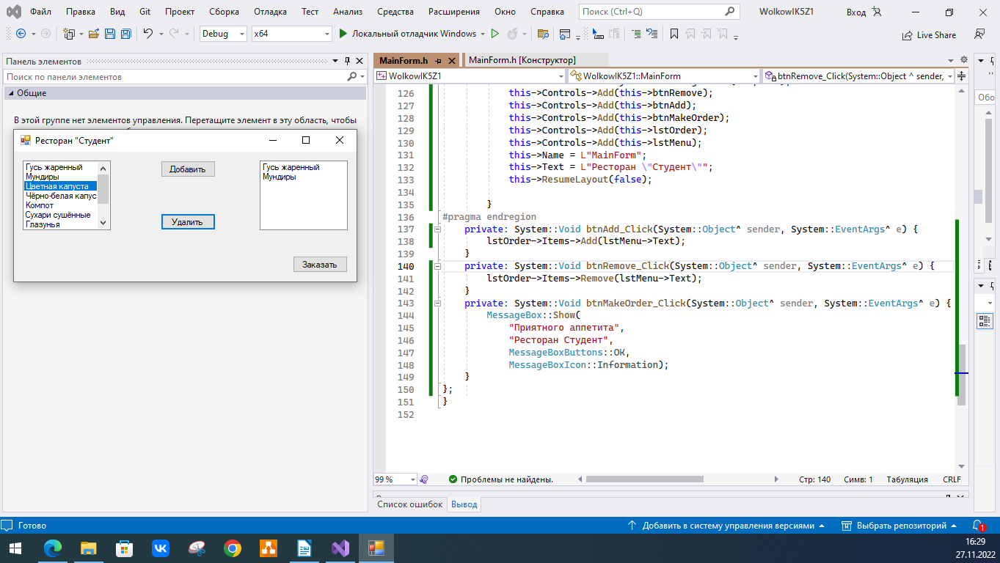 Файл Правка Вид Git Проект Сборка Отладка Тест Анализ Средства Расширения Окно Справка Поиск (Ctrl+Q) WolkowIK5Z1 Вход
Debug x64 Локальный отладчик Windows Live Share
Панель элементов
Поиск по панели элементов
Общие
В этой группе нет элементов управления. Перетащите элемент в эту область, чтобы
Ресторан "Студент"
Гусь жаренный
Мундиры
Цветная капуста
Чёрно-белая капус
Компот
Сухари сушённые
Глазунья
Добавить
Удалить
Гусь жаренный
Мундиры
Заказать
MainForm.h MainForm.h [Конструктор]
WolkowIK5Z1 WolkowIK5Z1::MainForm btnRemove_Click(System::Object ^ sender,
126 this->Controls->Add(this->btnRemove);
127 this->Controls->Add(this->btnAdd);
128 this->Controls->Add(this->btnMakeOrder);
129 this->Controls->Add(this->lstOrder);
130 this->Controls->Add(this->lstMenu);
131 this->Name = L"MainForm";
132 this->Text = L"Ресторан \"Студент\"";
133 this->ResumeLayout(false);
134
135 }
136 #pragma endregion
137 private: System::Void btnAdd_Click(System::Object^ sender, System::EventArgs^ e) {
138 lstOrder->Items->Add(lstMenu->Text);
139 }
140 private: System::Void btnRemove_Click(System::Object^ sender, System::EventArgs^ e) {
141 lstOrder->Items->Remove(lstMenu->Text);
142 }
143 private: System::Void btnMakeOrder_Click(System::Object^ sender, System::EventArgs^ e) {
144 MessageBox::Show(
145 "Приятного аппетита",
146 "Ресторан Студент",
147 MessageBoxButtons::OK,
148 MessageBoxIcon::Information);
149 }
150 };
151 }
152
Обо
99 % Проблемы не найдены. Стр: 140 Симв: 1 Табуляция CRLF
Список ошибок Вывод
Готово Добавить в систему управления версиями Выбрать репозиторий 1
16:29
27.11.2022